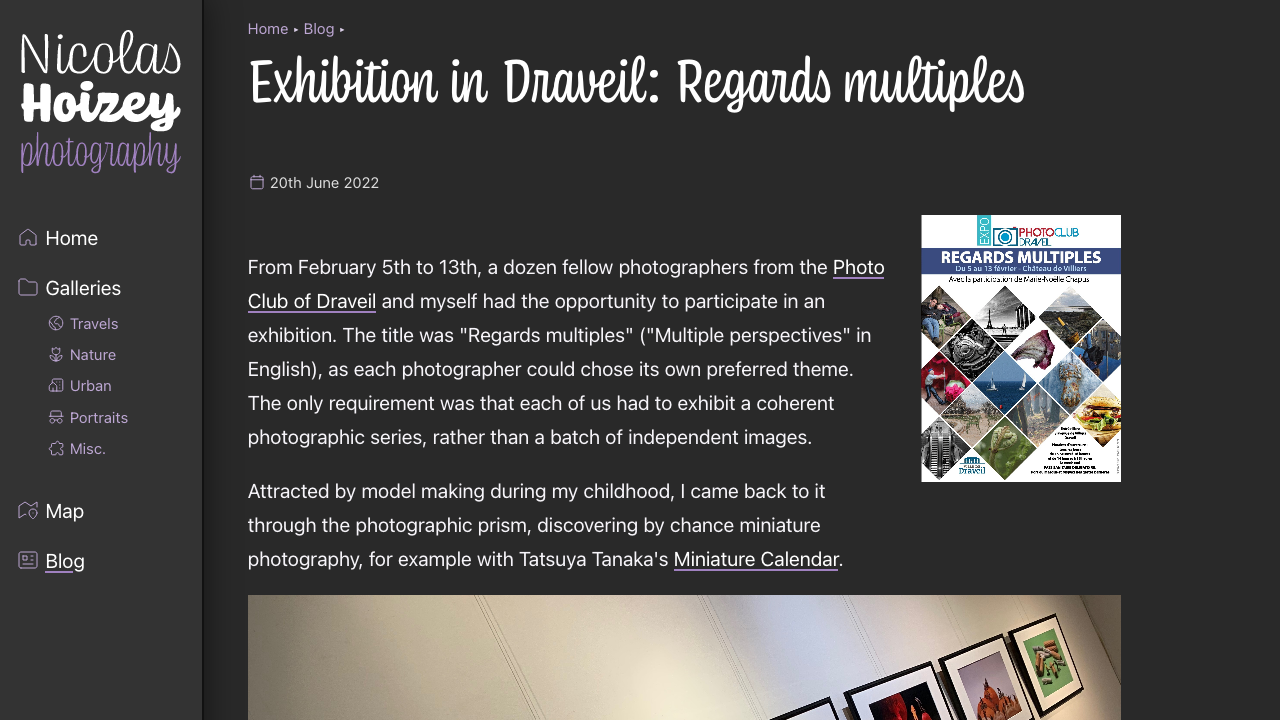 Nicolas
Hoizey
photography
Home
Galleries
Travels
Nature
Urban
Portraits
Misc.
Map
Blog
Home ▸ Blog ▸
Exhibition in Draveil: Regards multiples
20th June 2022
From February 5th to 13th, a dozen fellow photographers from the Photo
Club of Draveil and myself had the opportunity to participate in an
exhibition. The title was "Regards multiples" ("Multiple perspectives" in
English), as each photographer could chose its own preferred theme.
The only requirement was that each of us had to exhibit a coherent
photographic series, rather than a batch of independent images.
EXPO
PHOTOCLUB
DRAVEIL
REGARDS MULTIPLES
Du 5 au 13 février - Château de Villiers
Avec la participation de Marie-Noëlle Chapus
Draveil
Attracted by model making during my childhood, I came back to it
through the photographic prism, discovering by chance miniature
photography, for example with Tatsuya Tanaka's Miniature Calendar.